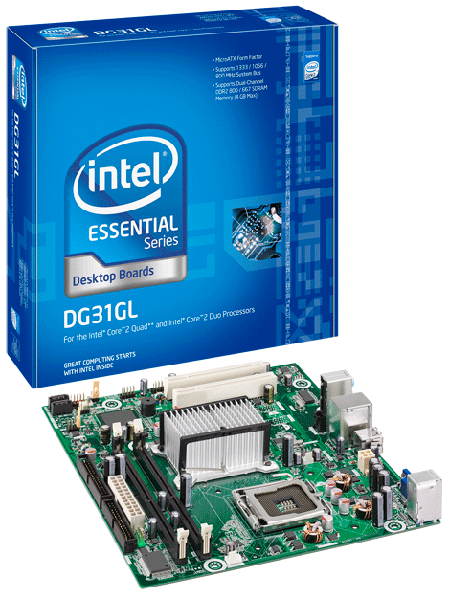 intel
DG31GL
• MicroATX Form Factor
• Supports 1333 / 1066 /
800 MHz System Bus
• Supports Dual-Channel
DDR2 800 / 667 SDRAM
Memory (4 GB Max)
DG31GL
intel
ESSENTIAL
Series
Desktop Boards
DG31GL
For the Intel® Core™2 Quad** and Intel® Core™2 Duo Processors
GREAT COMPUTING STARTS
WITH INTEL INSIDE